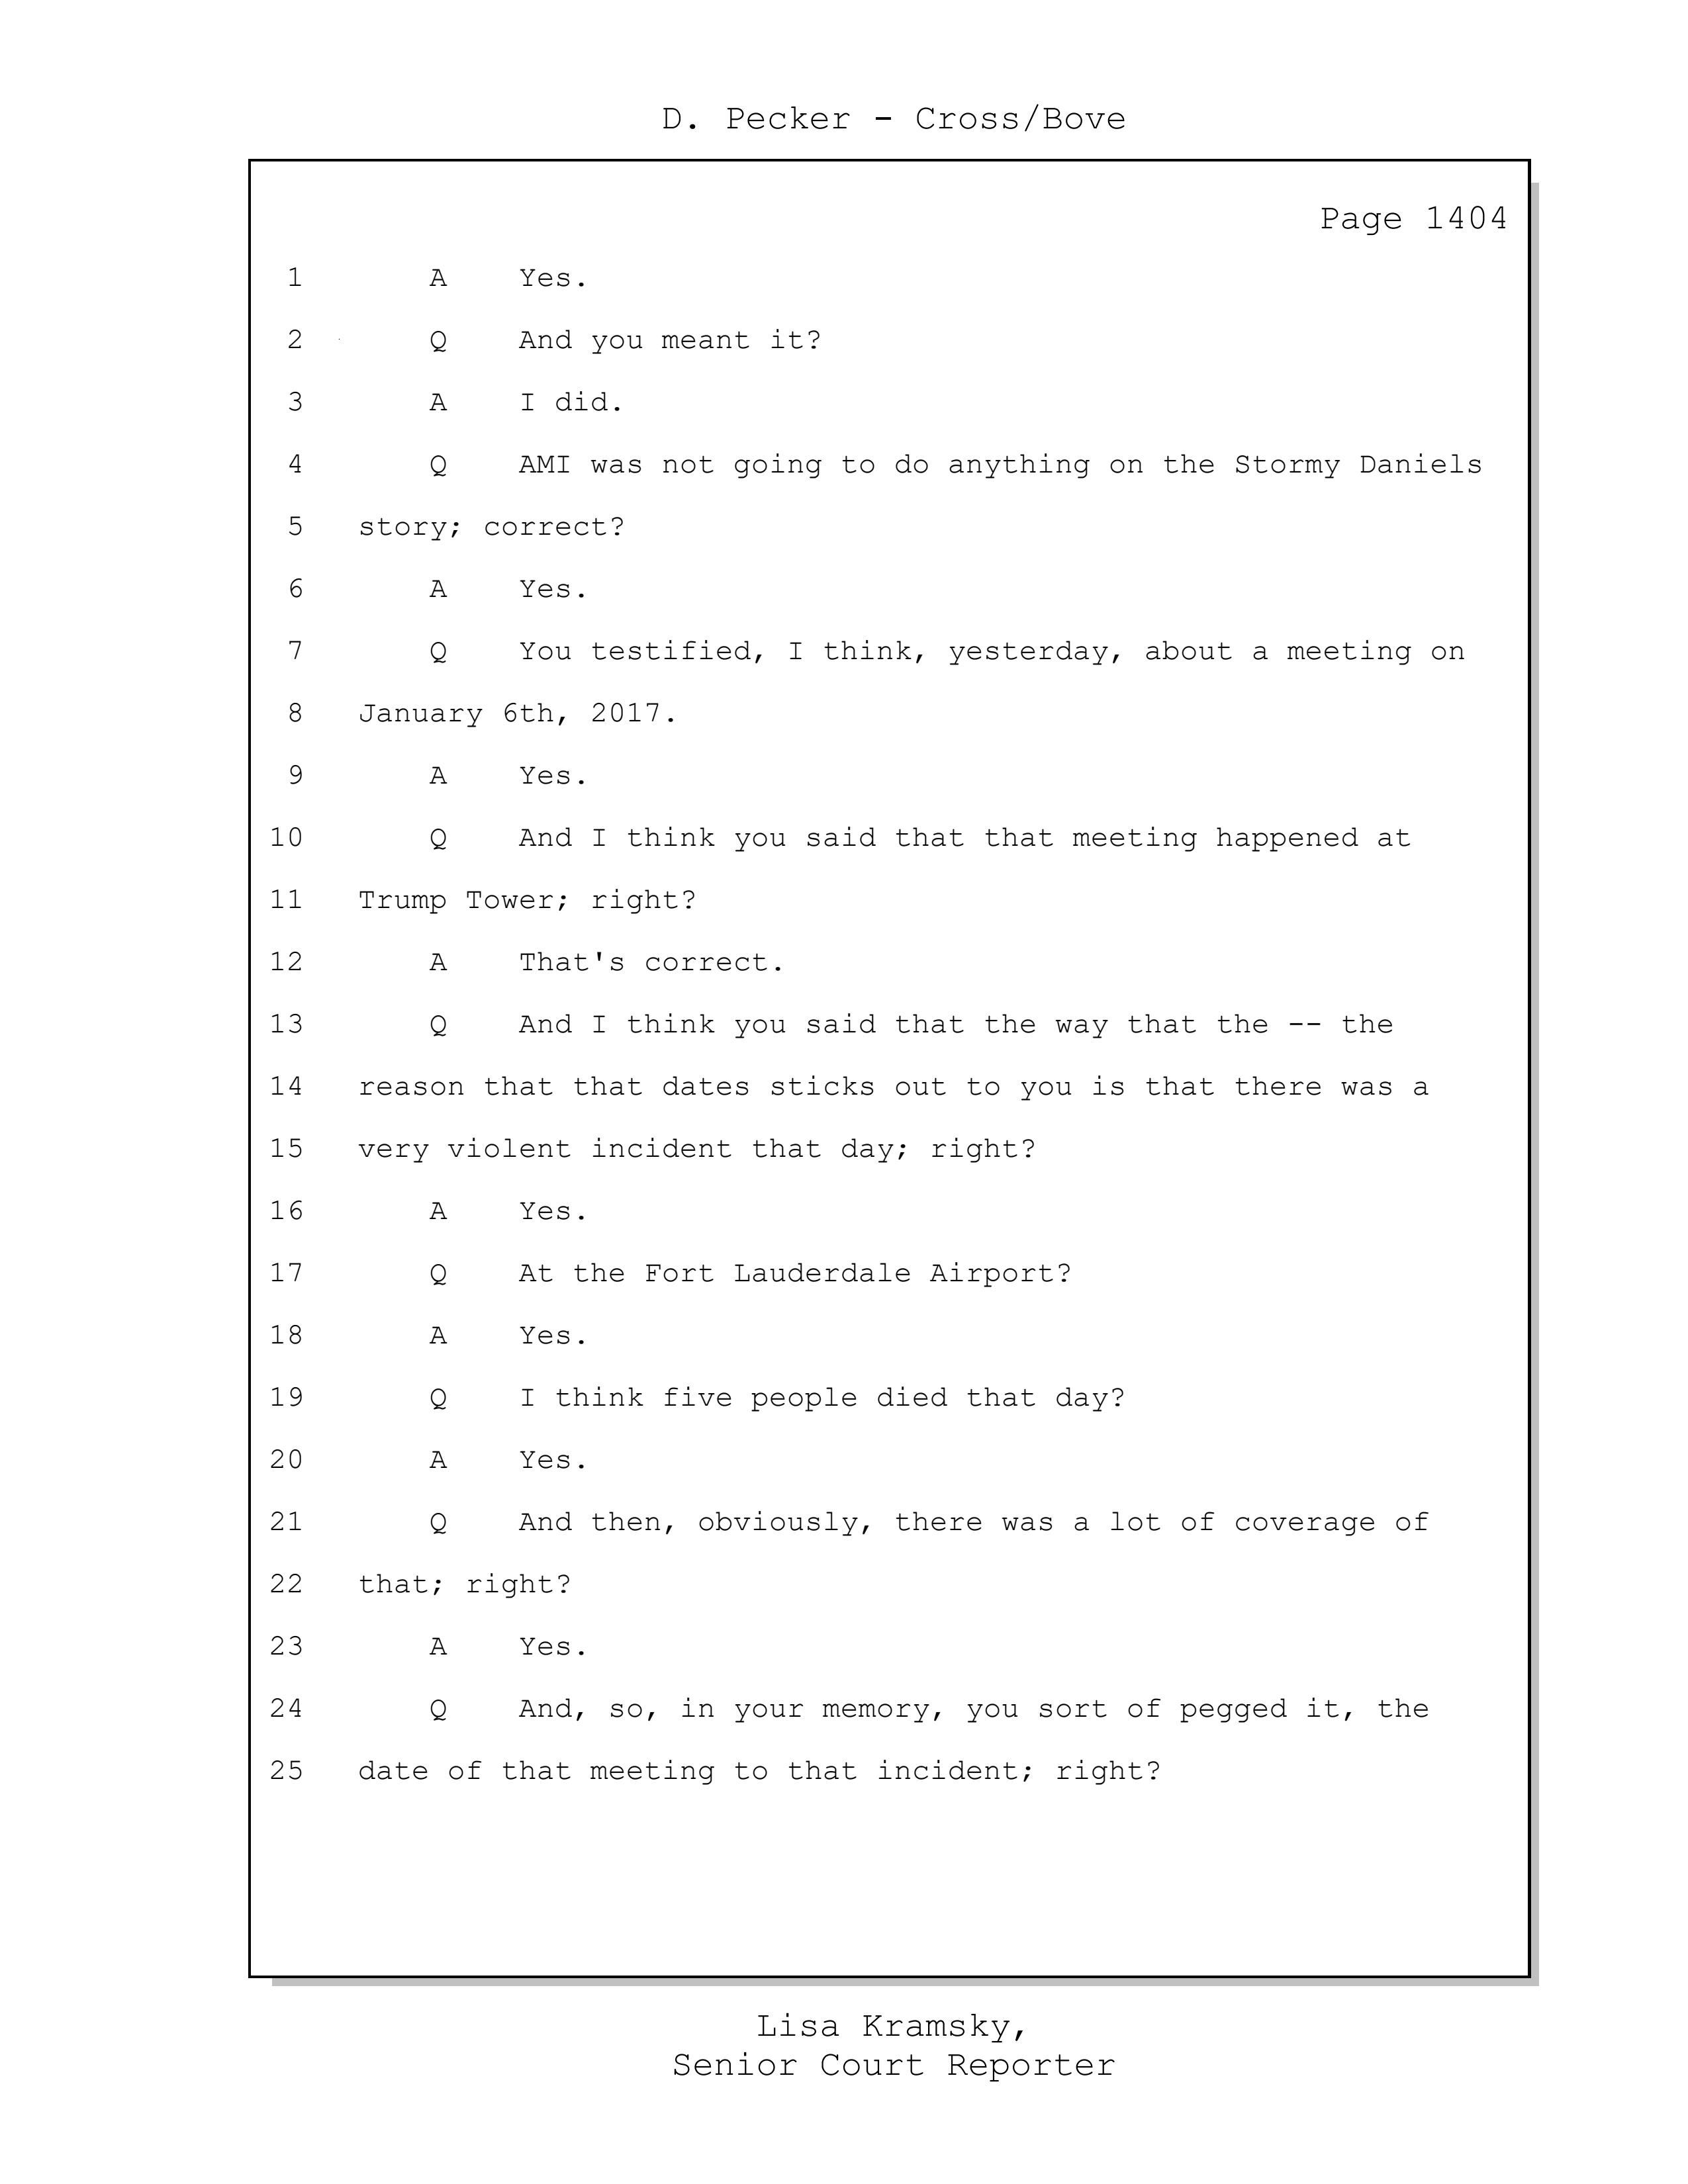 D. Pecker - Cross/Bove
Page 1404
1 A Yes.
2 Q And you meant it?
3 A I did.
4 Q AMI was not going to do anything on the Stormy Daniels
5 story; correct?
6 A Yes.
7 Q You testified, I think, yesterday, about a meeting on
8 January 6th, 2017.
9 A Yes.
10 Q And I think you said that that meeting happened at
11 Trump Tower; right?
12 A That's correct.
13 Q And I think you said that the way that the -- the
14 reason that that dates sticks out to you is that there was a
15 very violent incident that day; right?
16 A Yes.
17 Q At the Fort Lauderdale Airport?
18 A Yes.
19 Q I think five people died that day?
20 A Yes.
21 Q And then, obviously, there was a lot of coverage of
22 that; right?
23 A Yes.
24 Q And, so, in your memory, you sort of pegged it, the
25 date of that meeting to that incident; right?
Lisa Kramsky,
Senior Court Reporter